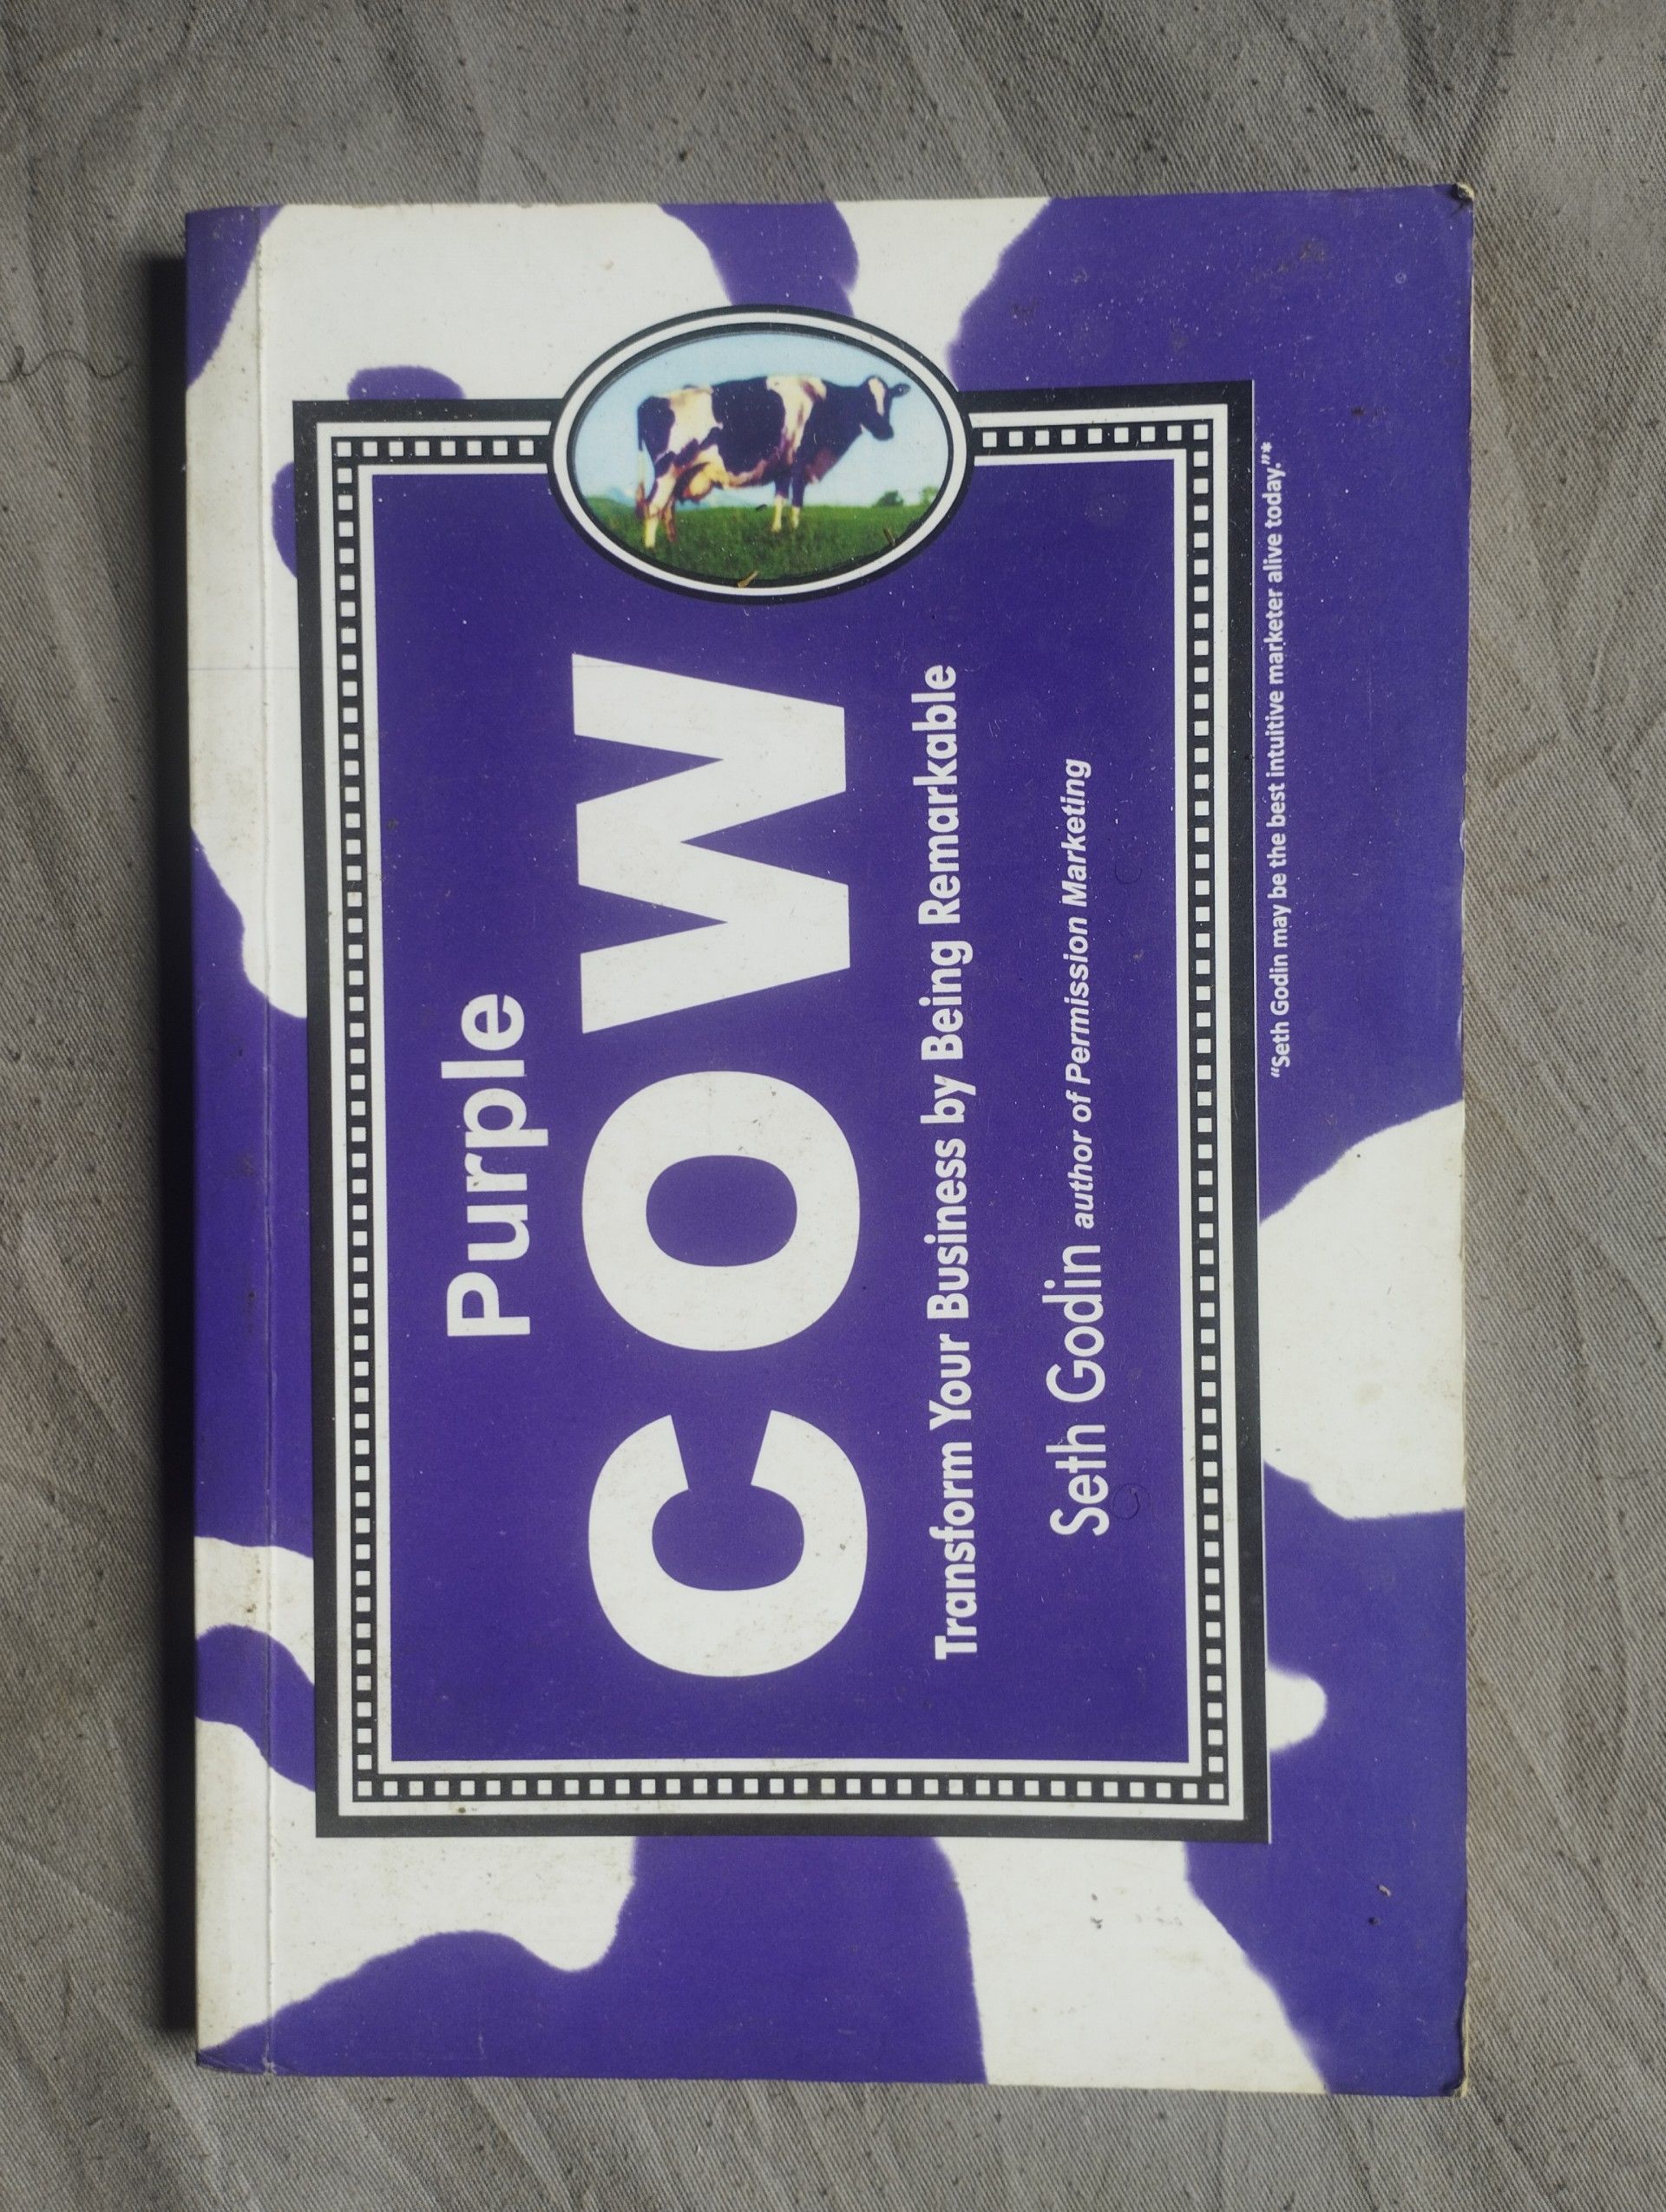 Purple
COW
Transform Your Business by Being Remarkable
Seth Godin author of Permission Marketing
“Seth Godin may be the best intuitive marketer alive today.”*